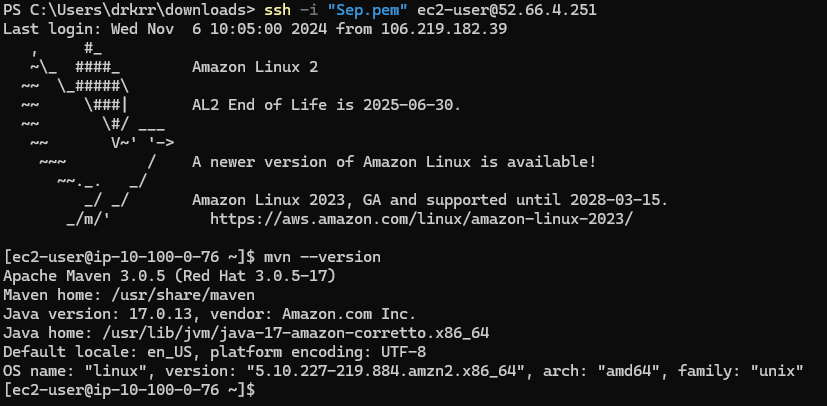 PS C:\Users\drkrr\downloads> ssh -i "Sep.pem" ec2-user@52.66.4.251
Last login: Wed Nov  6 10:05:00 2024 from 106.219.182.39
   ,     #_
   ~\_  ####_        Amazon Linux 2
  ~~  \_#####\
  ~~     \###|       AL2 End of Life is 2025-06-30.
  ~~       \#/ ___
   ~~       V~' '->
    ~~~         /    A newer version of Amazon Linux is available!
      ~~._.   _/
         _/ _/       Amazon Linux 2023, GA and supported until 2028-03-15.
       _/m/'           https://aws.amazon.com/linux/amazon-linux-2023/

[ec2-user@ip-10-100-0-76 ~]$ mvn --version
Apache Maven 3.0.5 (Red Hat 3.0.5-17)
Maven home: /usr/share/maven
Java version: 17.0.13, vendor: Amazon.com Inc.
Java home: /usr/lib/jvm/java-17-amazon-corretto.x86_64
Default locale: en_US, platform encoding: UTF-8
OS name: "linux", version: "5.10.227-219.884.amzn2.x86_64", arch: "amd64", family: "unix"
[ec2-user@ip-10-100-0-76 ~]$